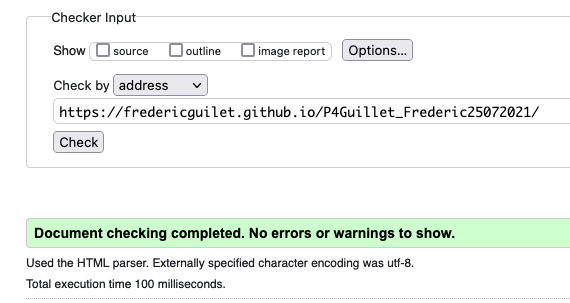 Checker Input
Show source outline image report Options...
Check by address
https://fredericguilet.github.io/P4Guillet_Frederic25072021/
Check
Document checking completed. No errors or warnings to show.
Used the HTML parser. Externally specified character encoding was utf-8.
Total execution time 100 milliseconds.